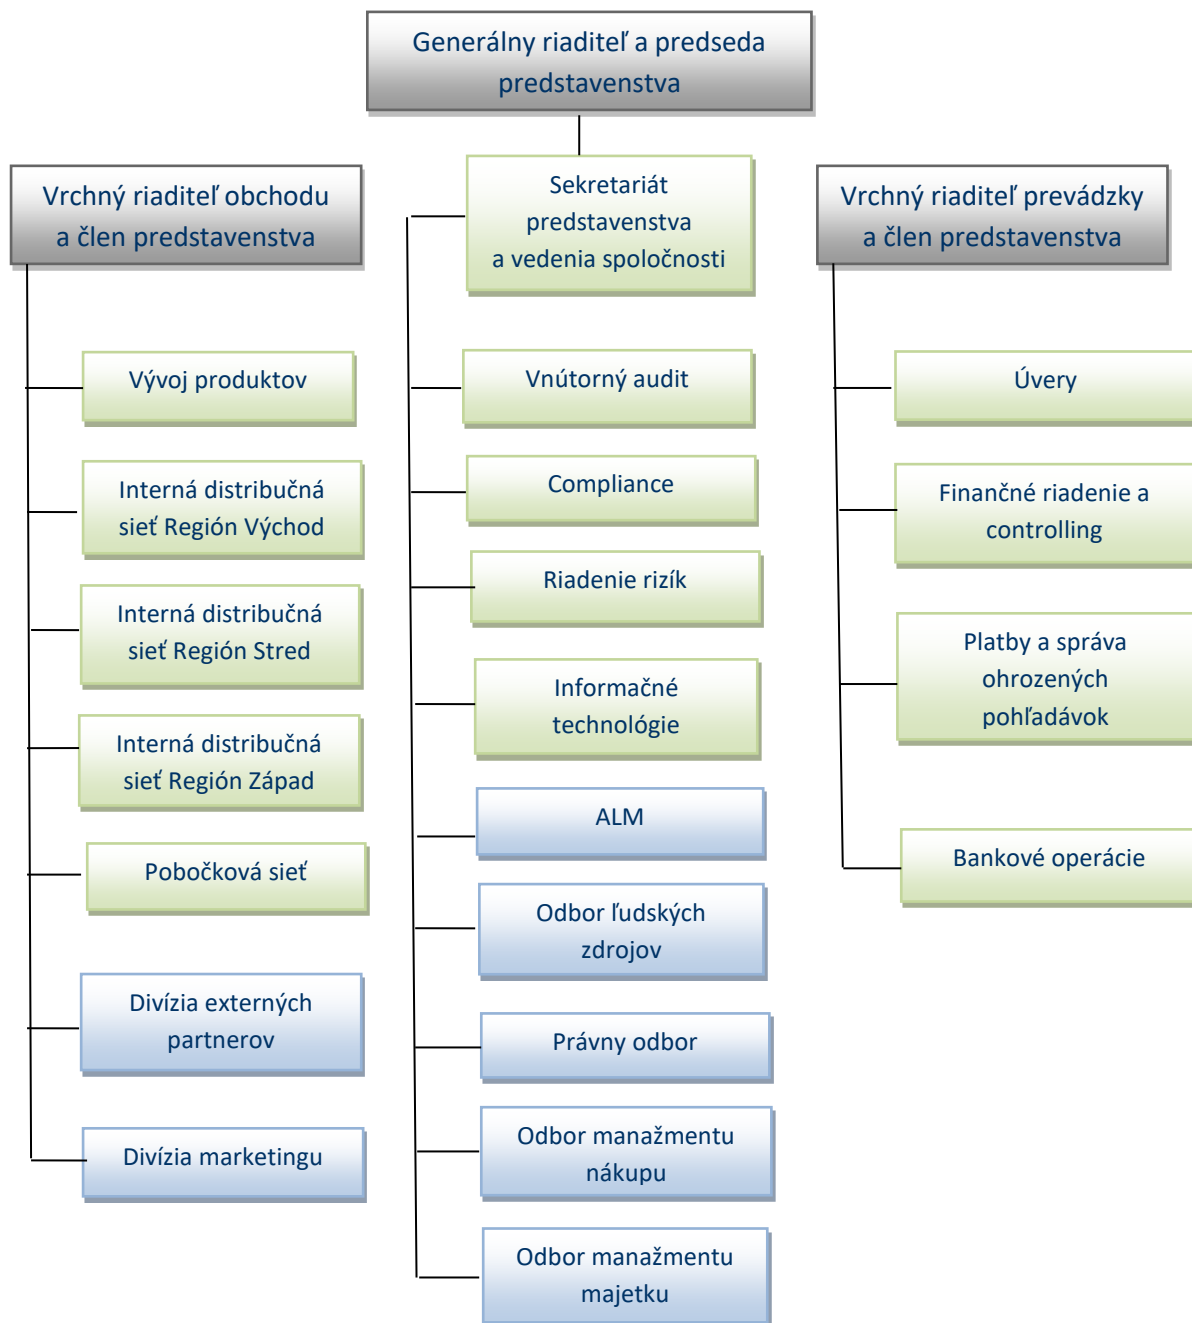 Generálny riaditeľ a predseda
predstavenstva
Vrchný riaditeľ obchodu
a člen predstavenstva
Vývoj produktov
Interná distribučná
sieť Región Východ
Interná distribučná
sieť Región Stred
Interná distribučná
sieť Región Západ
Pobočková sieť
Divízia externých
partnerov
Divízia marketingu
Sekretariát
predstavenstva
a vedenia spoločnosti
Vnútorný audit
Compliance
Riadenie rizík
Informačné
technológie
ALM
Odbor ľudských
zdrojov
Právny odbor
Odbor manažmentu
nákupu
Odbor manažmentu
majetku
Vrchný riaditeľ prevádzky
a člen predstavenstva
Úvery
Finančné riadenie a
controlling
Platby a správa
ohrozených
pohľadávok
Bankové operácie